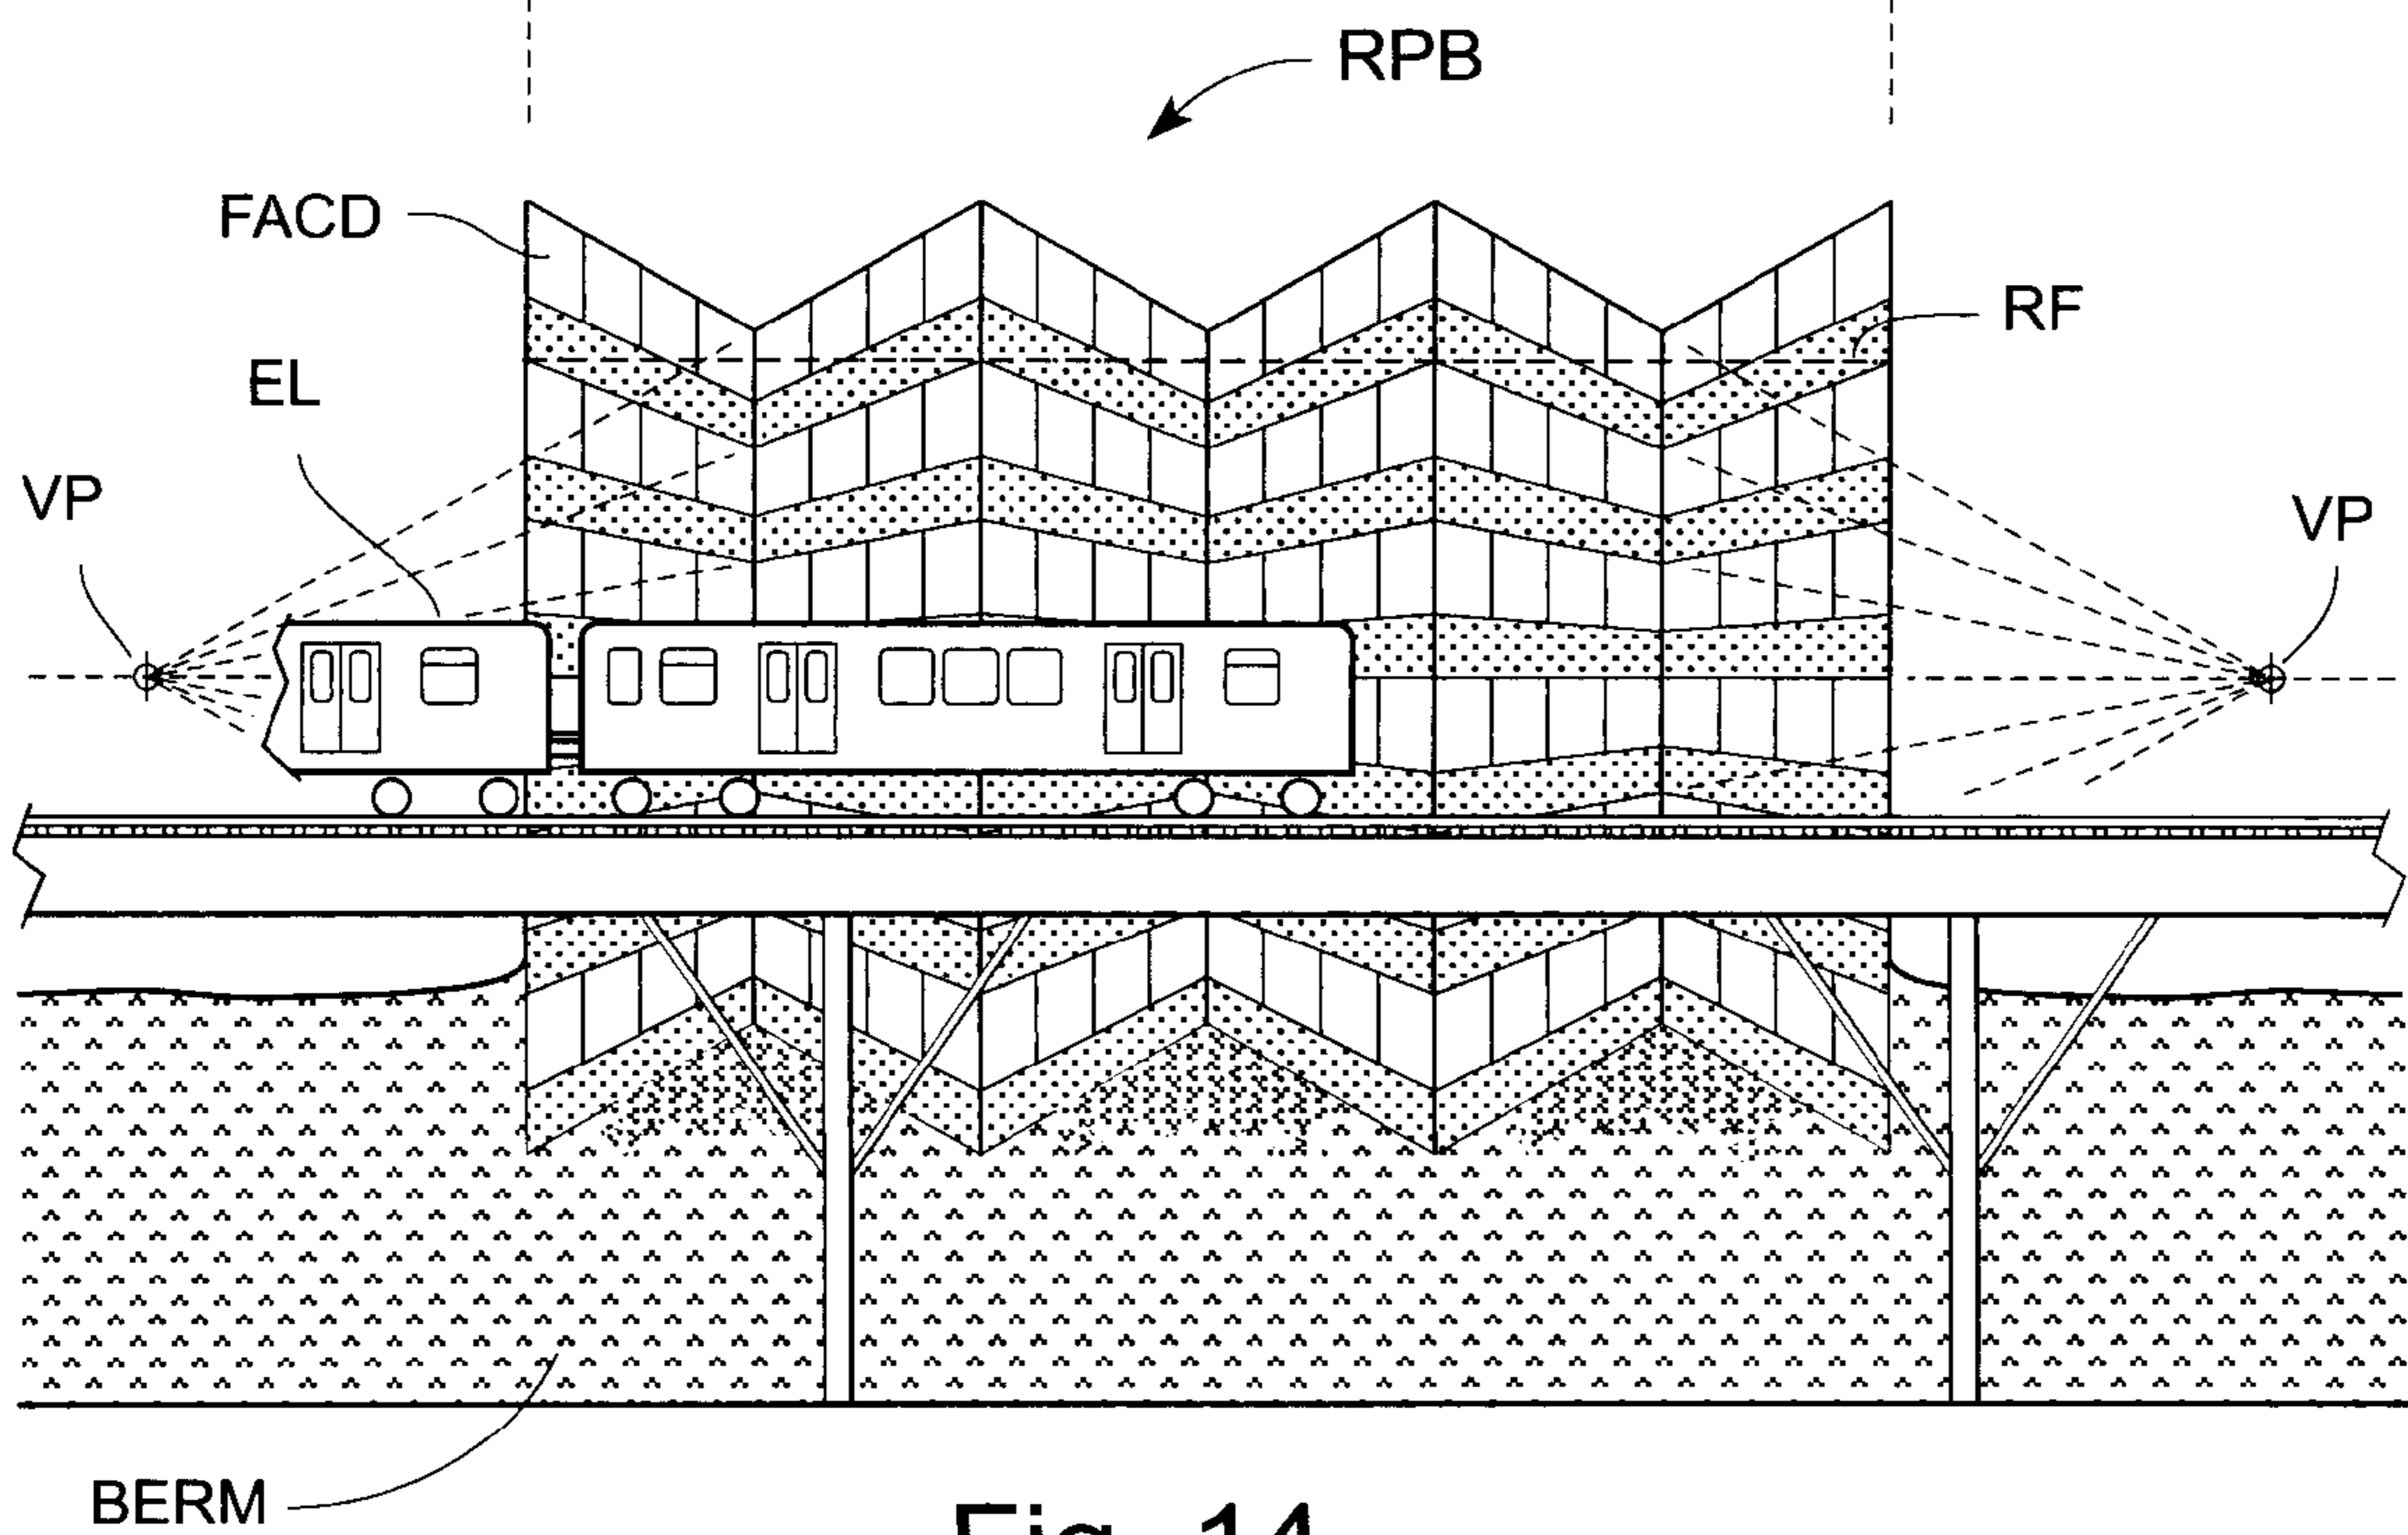 RPB
FACD
RF
EL
VP
VP
BERM
Fig. 14